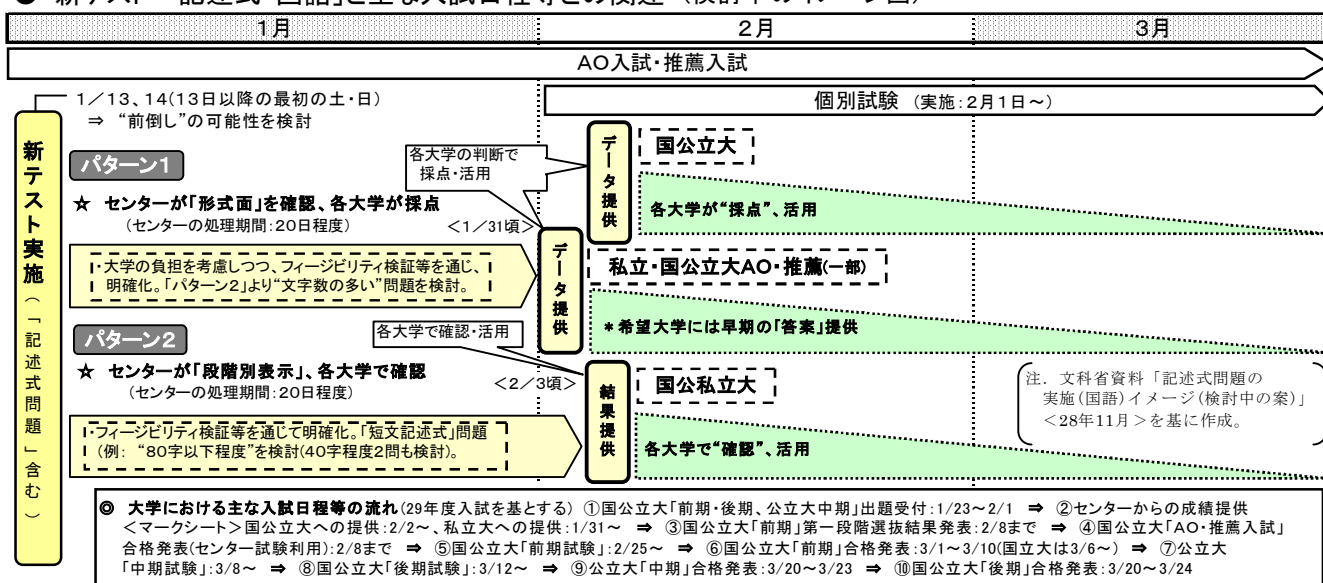 ● 新テスト「記述式・国語」と主な入試日程等との関連 (検討中のイメージ図)
1月
2月
3月
AO入試・推薦入試
1/13、14(13日以降の最初の土・日)
⇒ “前倒し”の可能性を検討
個別試験 (実施:2月1日~)
新テスト実施(「記述式問題」含む)
パターン1
各大学の判断で
採点・活用
データ提供
国公立大
☆ センターが「形式面」を確認、各大学が採点
(センターの処理期間:20日程度)
<1/31頃>
各大学が“採点”、活用
・大学の負担を考慮しつつ、フィージビリティ検証等を通じ、
明確化。「パターン2」より“文字数の多い”問題を検討。
データ提供
私立・国公立大AO・推薦(一部)
*希望大学には早期の「答案」提供
パターン2
各大学で確認・活用
☆ センターが「段階別表示」、各大学で確認
(センターの処理期間:20日程度)
<2/3頃>
結果提供
国公私立大
各大学で“確認”、活用
・フィージビリティ検証等を通じて明確化。「短文記述式」問題
(例: “80字以下程度”を検討(40字程度2問も検討)。
注. 文科省資料「記述式問題の
実施(国語)イメージ(検討中の案)」
<28年11月>を基に作成。
◎ 大学における主な入試日程等の流れ(29年度入試を基とする) ①国公立大「前期・後期、公立大中期」出題受付:1/23~2/1 ➡ ②センターからの成績提供
<マークシート>国公立大への提供:2/2~、私立大への提供:1/31~ ➡ ③国公立大「前期」第一段階選抜結果発表:2/8まで ➡ ④国公立大「AO・推薦入試」
合格発表(センター試験利用):2/8まで ➡ ⑤国公立大「前期試験」:2/25~ ➡ ⑥国公立大「前期」合格発表:3/1~3/10(国立大は3/6~) ➡ ⑦公立大
「中期試験」:3/8~ ➡ ⑧国公立大「後期試験」:3/12~ ➡ ⑨公立大「中期」合格発表:3/20~3/23 ➡ ⑩国公立大「後期」合格発表:3/20~3/24